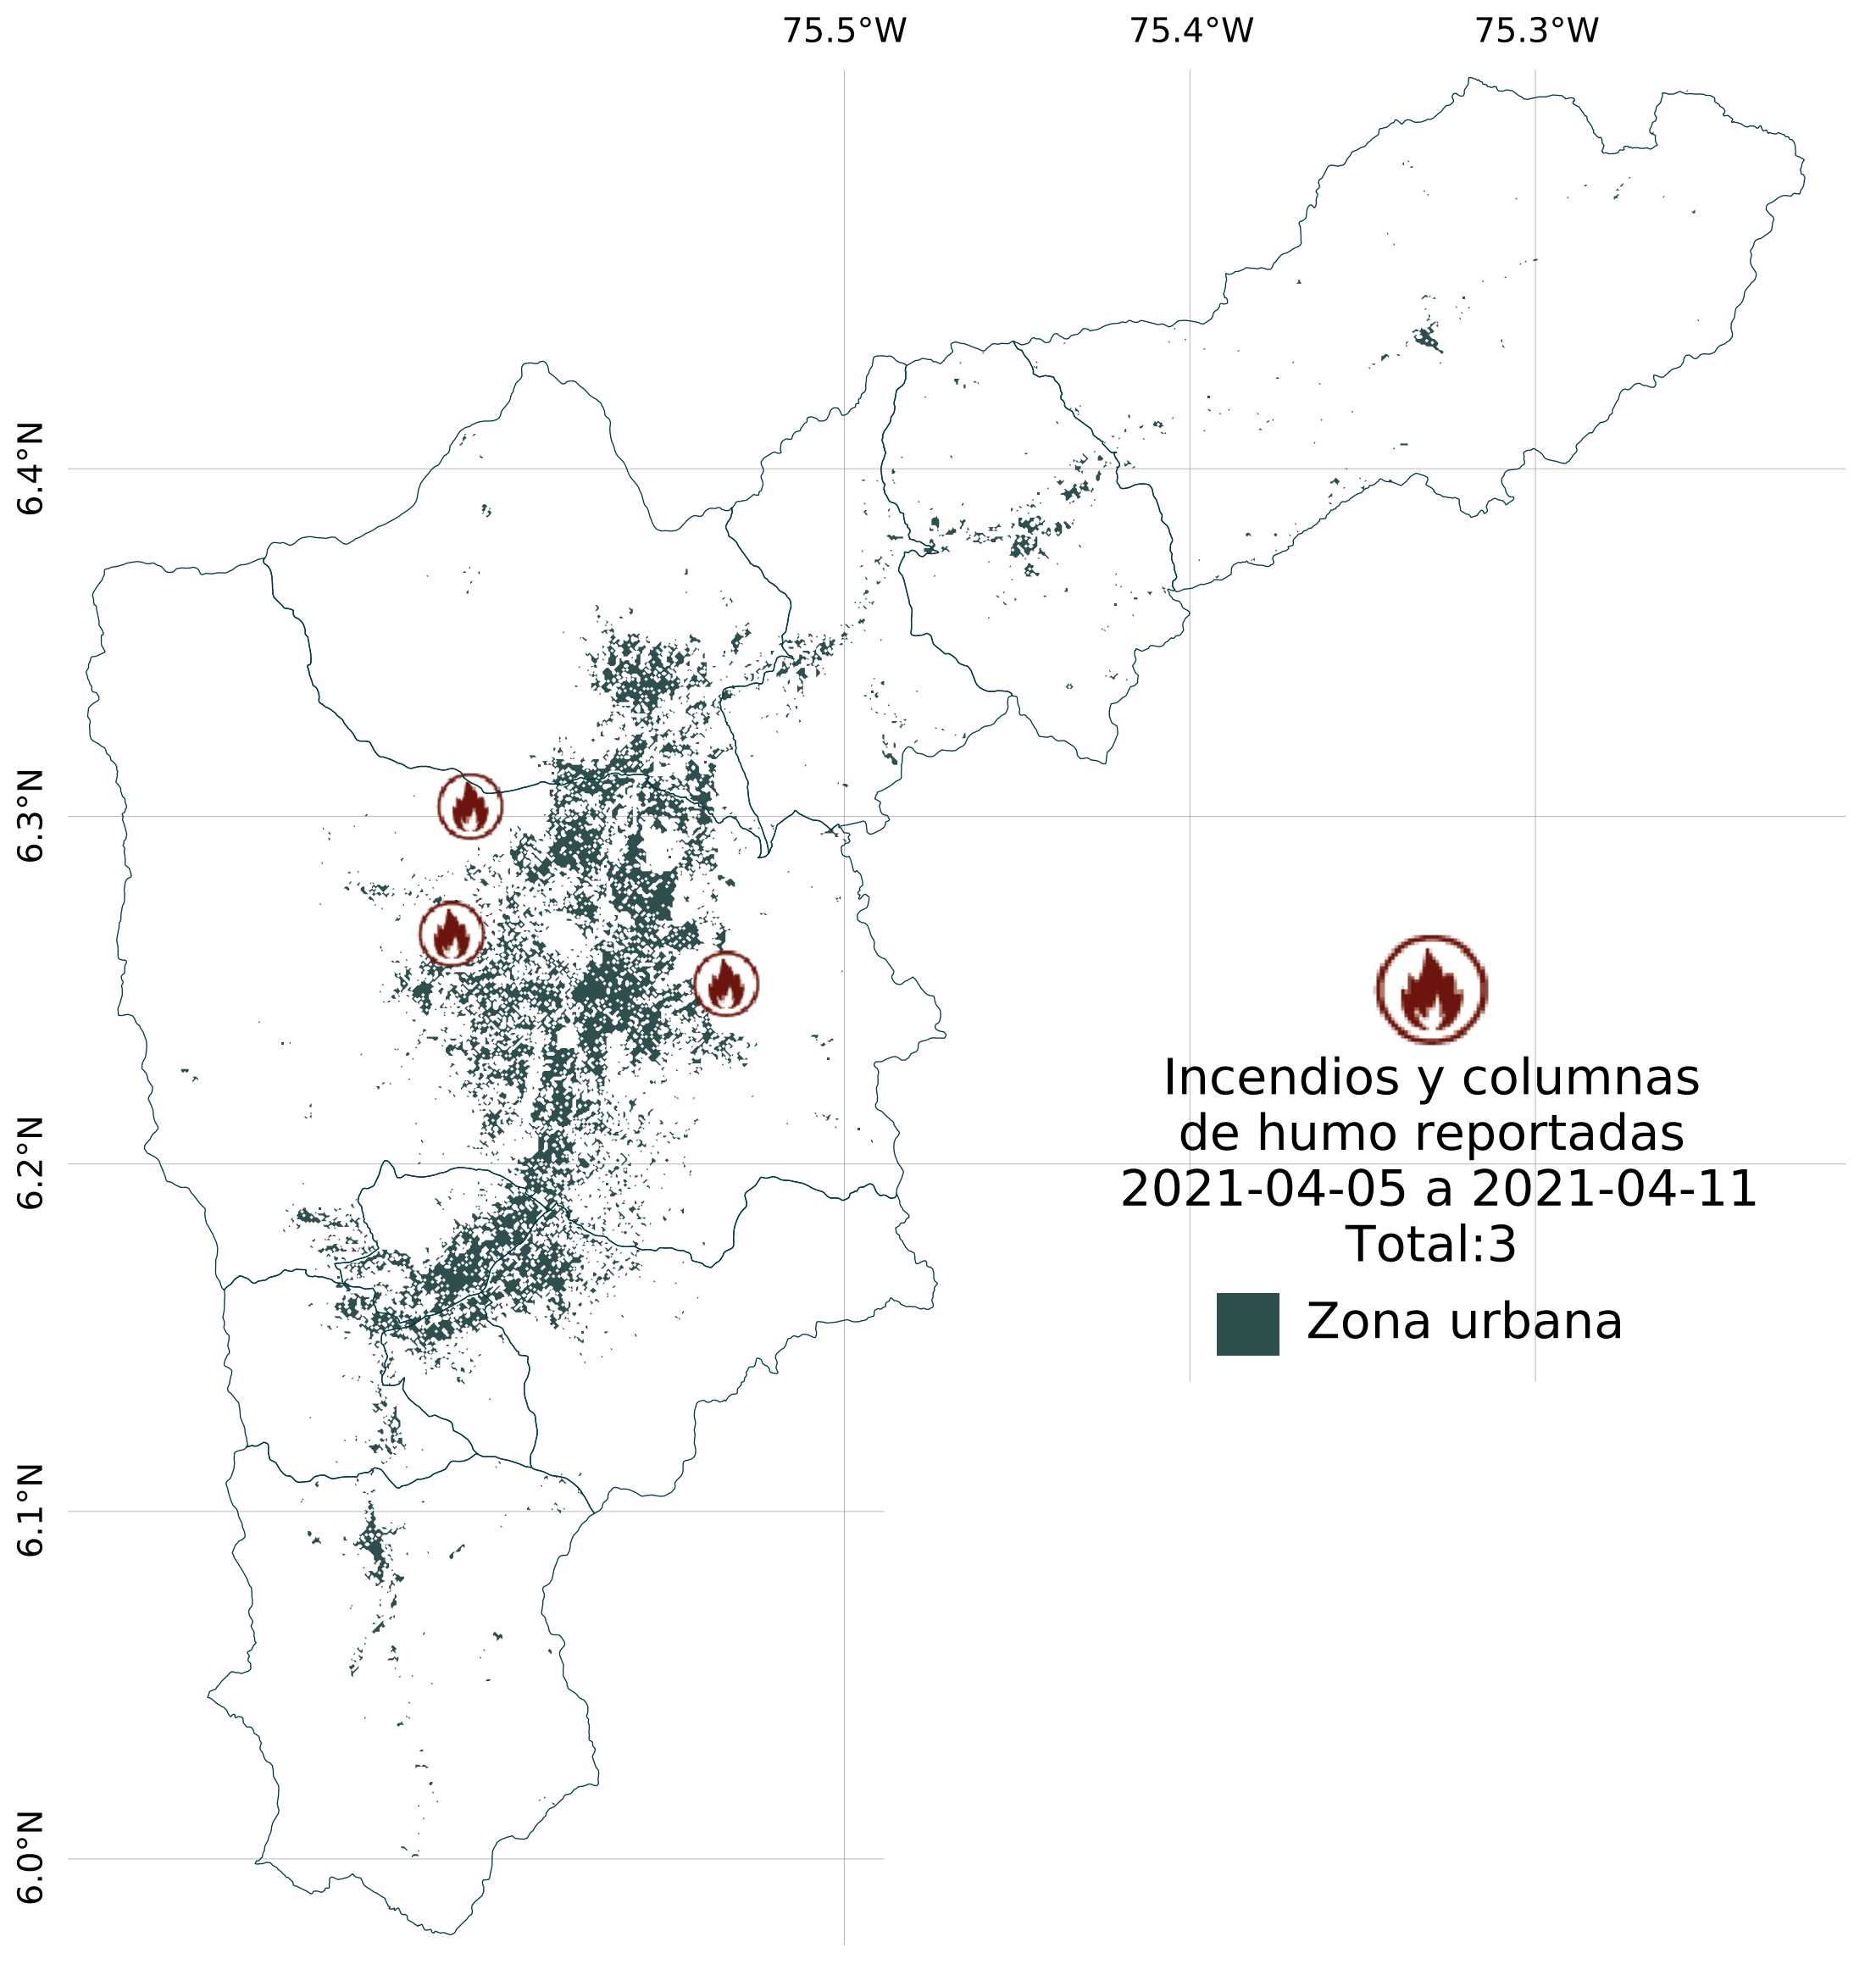 75.5°W 75.4°W 75.3°W
6.4°N
6.3°N
6.2°N
6.1°N
6.0°N
Incendios y columnas
de humo reportadas
2021-04-05 a 2021-04-11
Total:3
Zona urbana